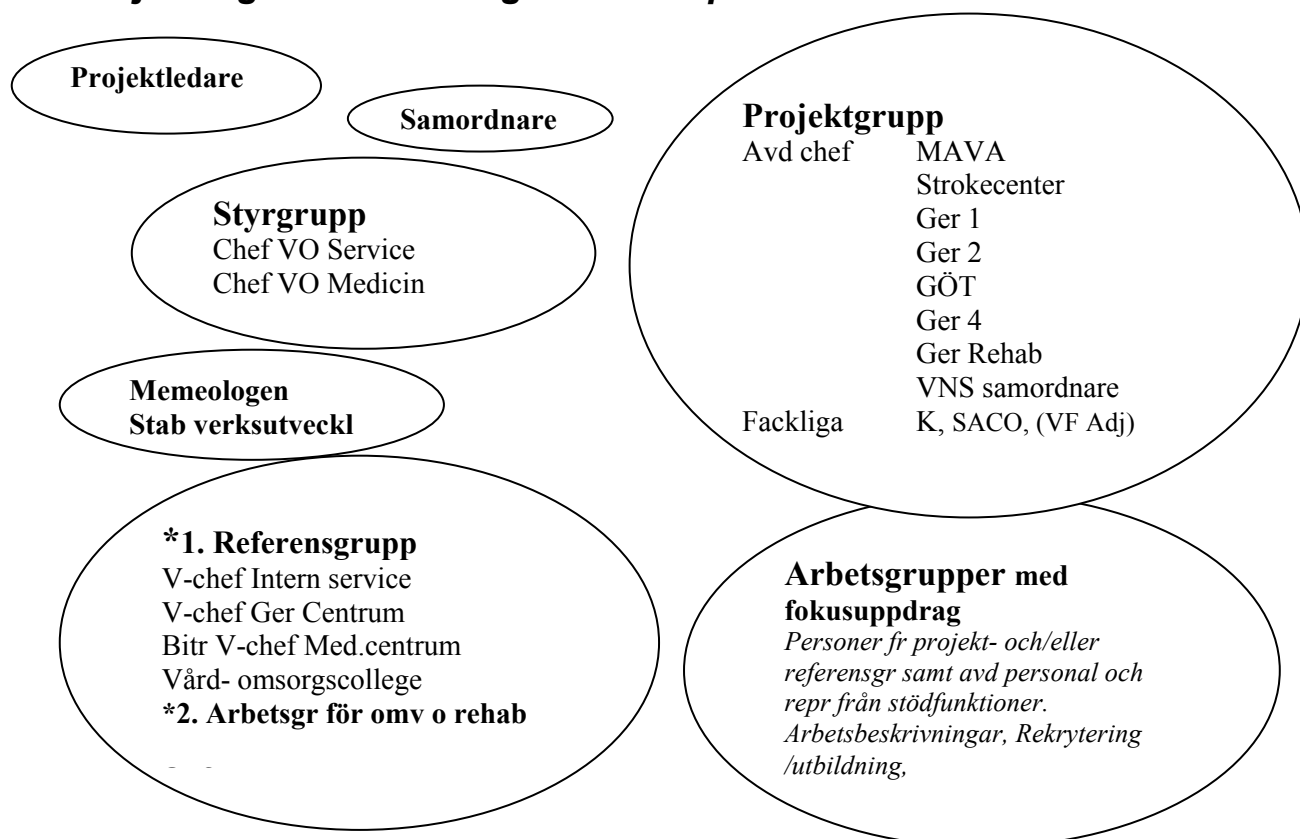 Projektledare
Samordnare
Styrgrupp
Chef VO Service
Chef VO Medicin
Memeologen
Stab verksutveckl
*1. Referensgrupp
V-chef Intern service
V-chef Ger Centrum
Bitr V-chef Med.centrum
Vård- omsorgscollege
*2. Arbetsgr för omv o rehab
Projektgrupp
Avd chef MAVA
Strokecenter
Ger 1
Ger 2
GÖT
Ger 4
Ger Rehab
VNS samordnare
Fackliga K, SACO, (VF Adj)
Arbetsgrupper med
fokusuppdrag
Personer fr projekt- och/eller
referensgr samt avd personal och
repr från stödfunktioner.
Arbetsbeskrivningar, Rekrytering
/utbildning,